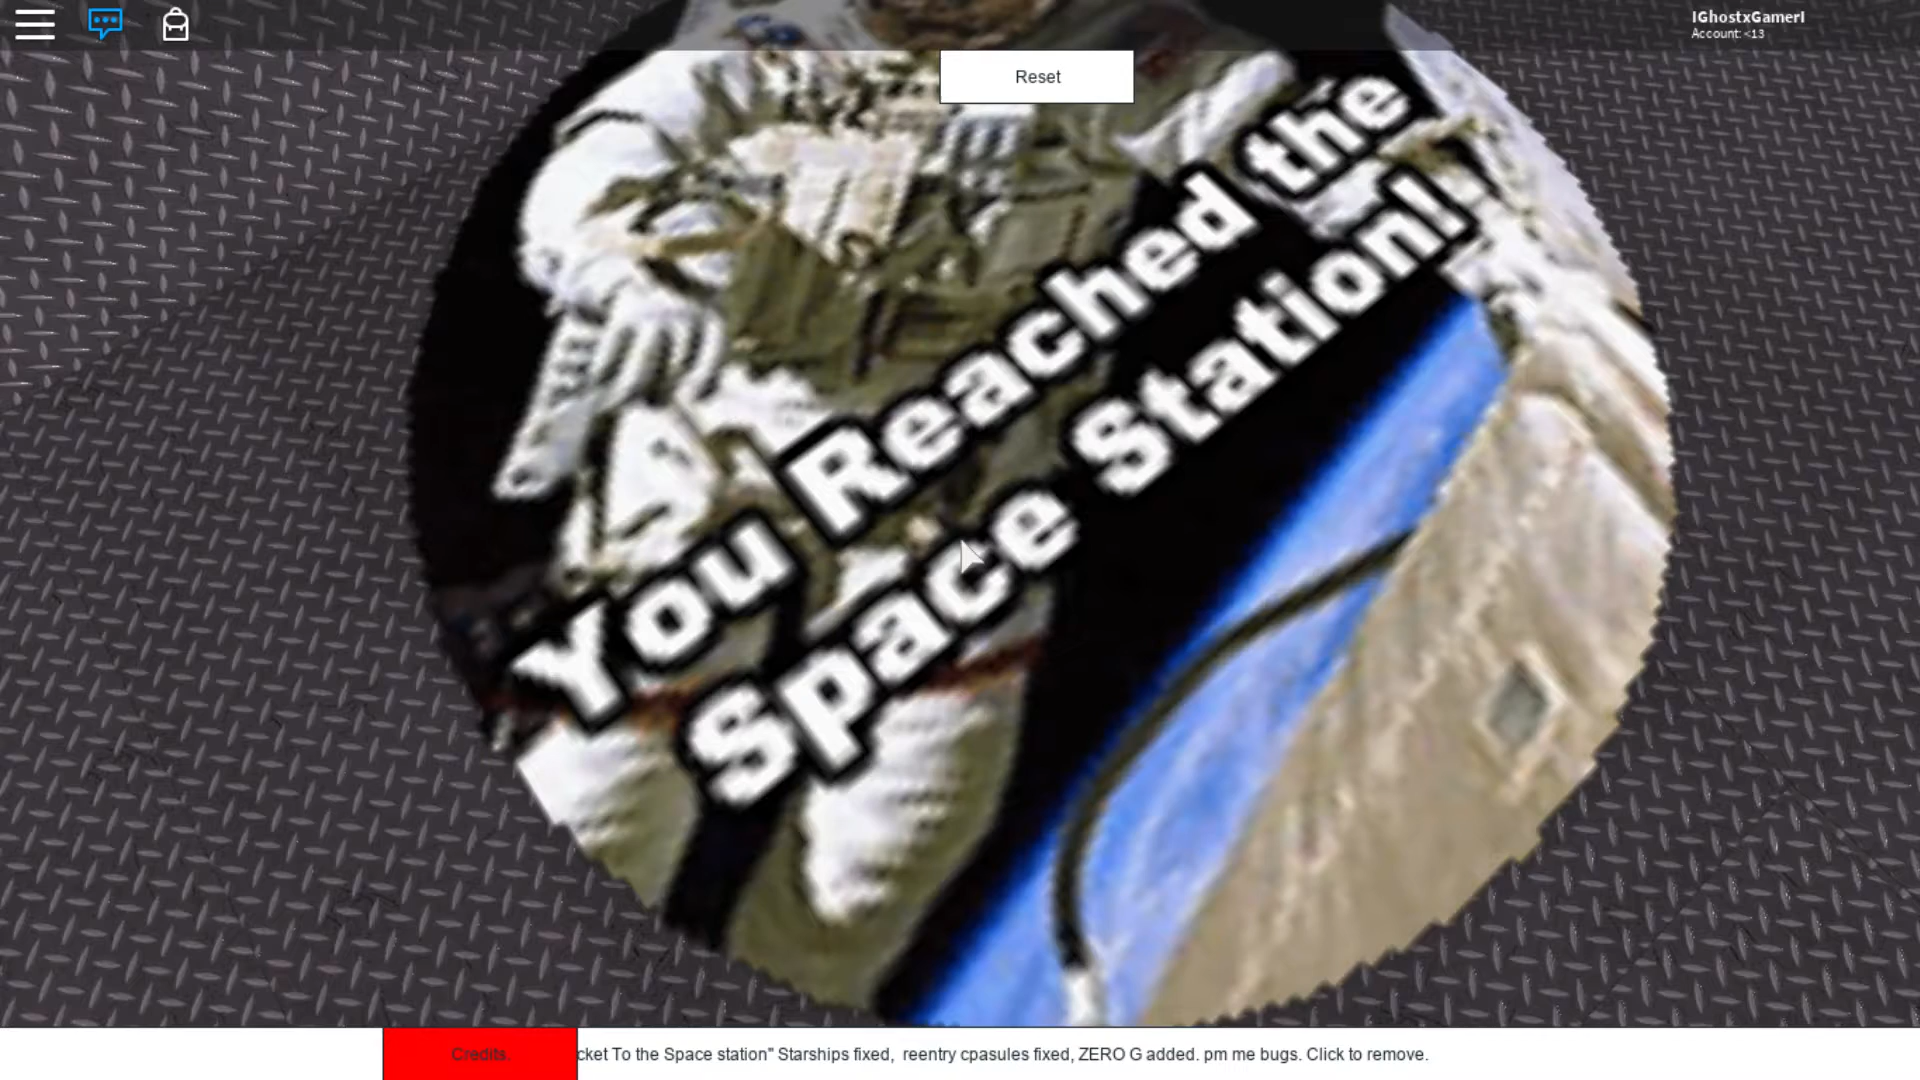 IGhostxGamerI
Account: <13
Reset
You Reached the
Space Station!
Credits.
cket To the Space station" Starships fixed, reentry cpasules fixed, ZERO G added. pm me bugs. Click to remove.